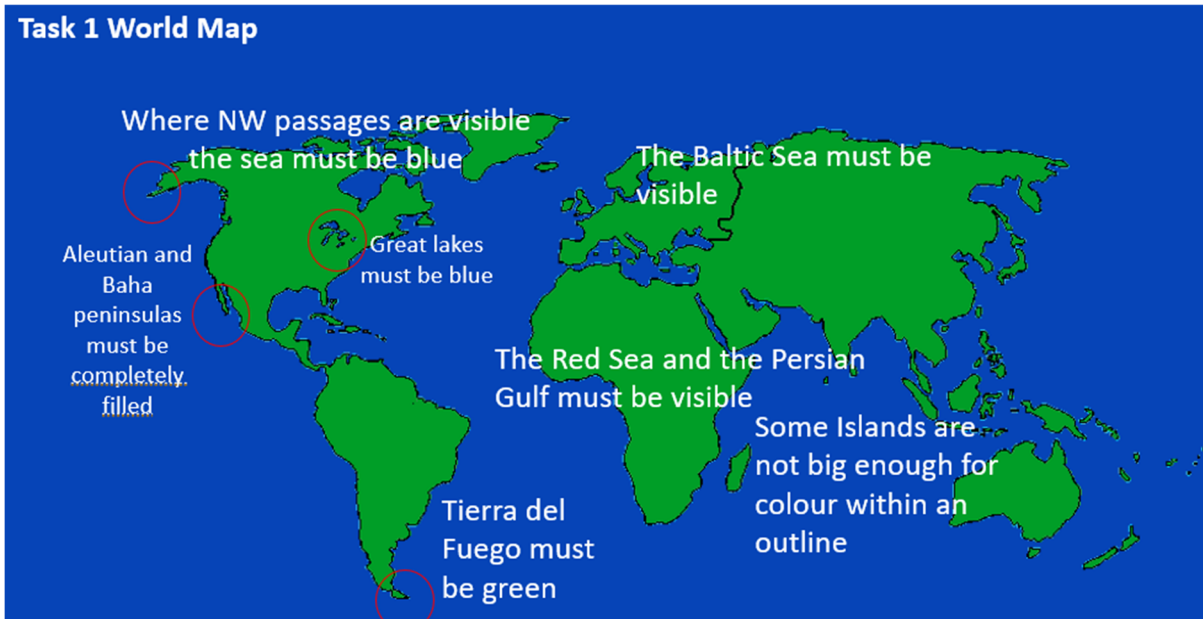 Task 1 World Map
Where NW passages are visible
the sea must be blue
The Baltic Sea must be
visible
Aleutian and
Baha
peninsulas
must be
completely
filled
Great lakes
must be blue
The Red Sea and the Persian
Gulf must be visible
Some Islands are
not big enough for
colour within an
outline
Tierra del
Fuego must
be green